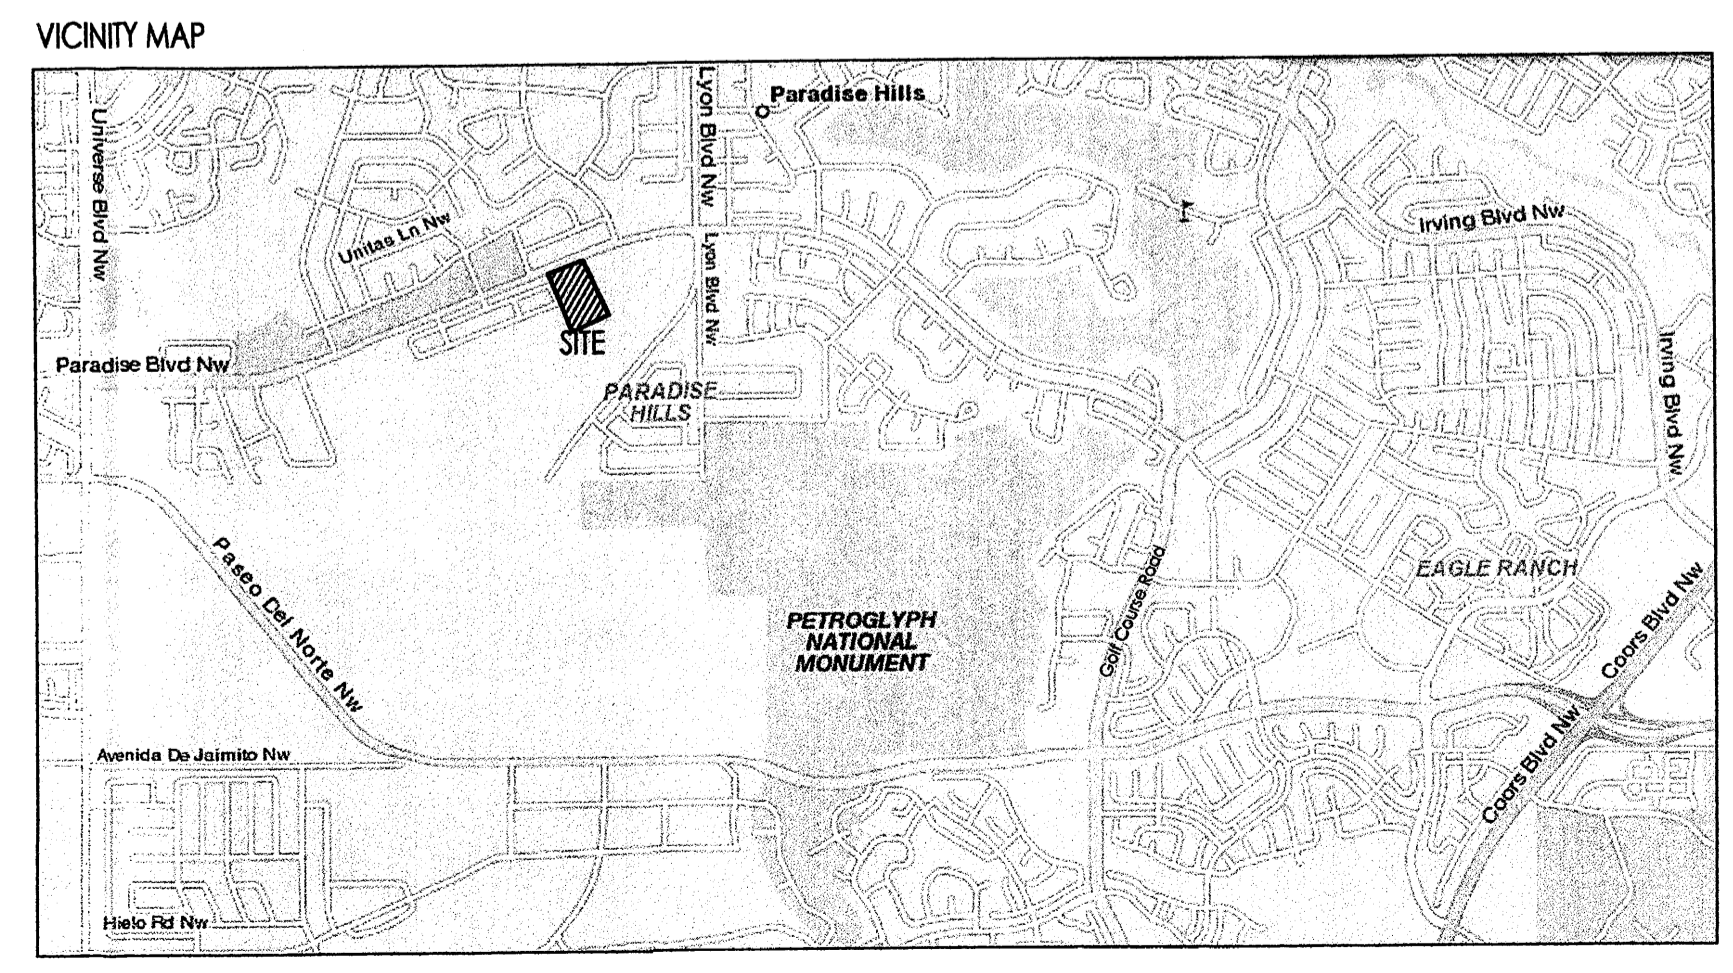 VICINITY MAP
Paradise Hills
Universe Blvd Nw
Lyon Blvd Nw
Unitas Ln Nw
Irving Blvd Nw
Lyon Blvd Nw
SITE
Paradise Blvd Nw
PARADISE
HILLS
Irving Blvd Nw
Paseo Del Norte Nw
EAGLE RANCH
Golf Course Road
Coors Blvd Nw
PETROGLYPH
NATIONAL
MONUMENT
Coors Blvd Nw
Avenida De Jaimito Nw
Hielo Rd Nw